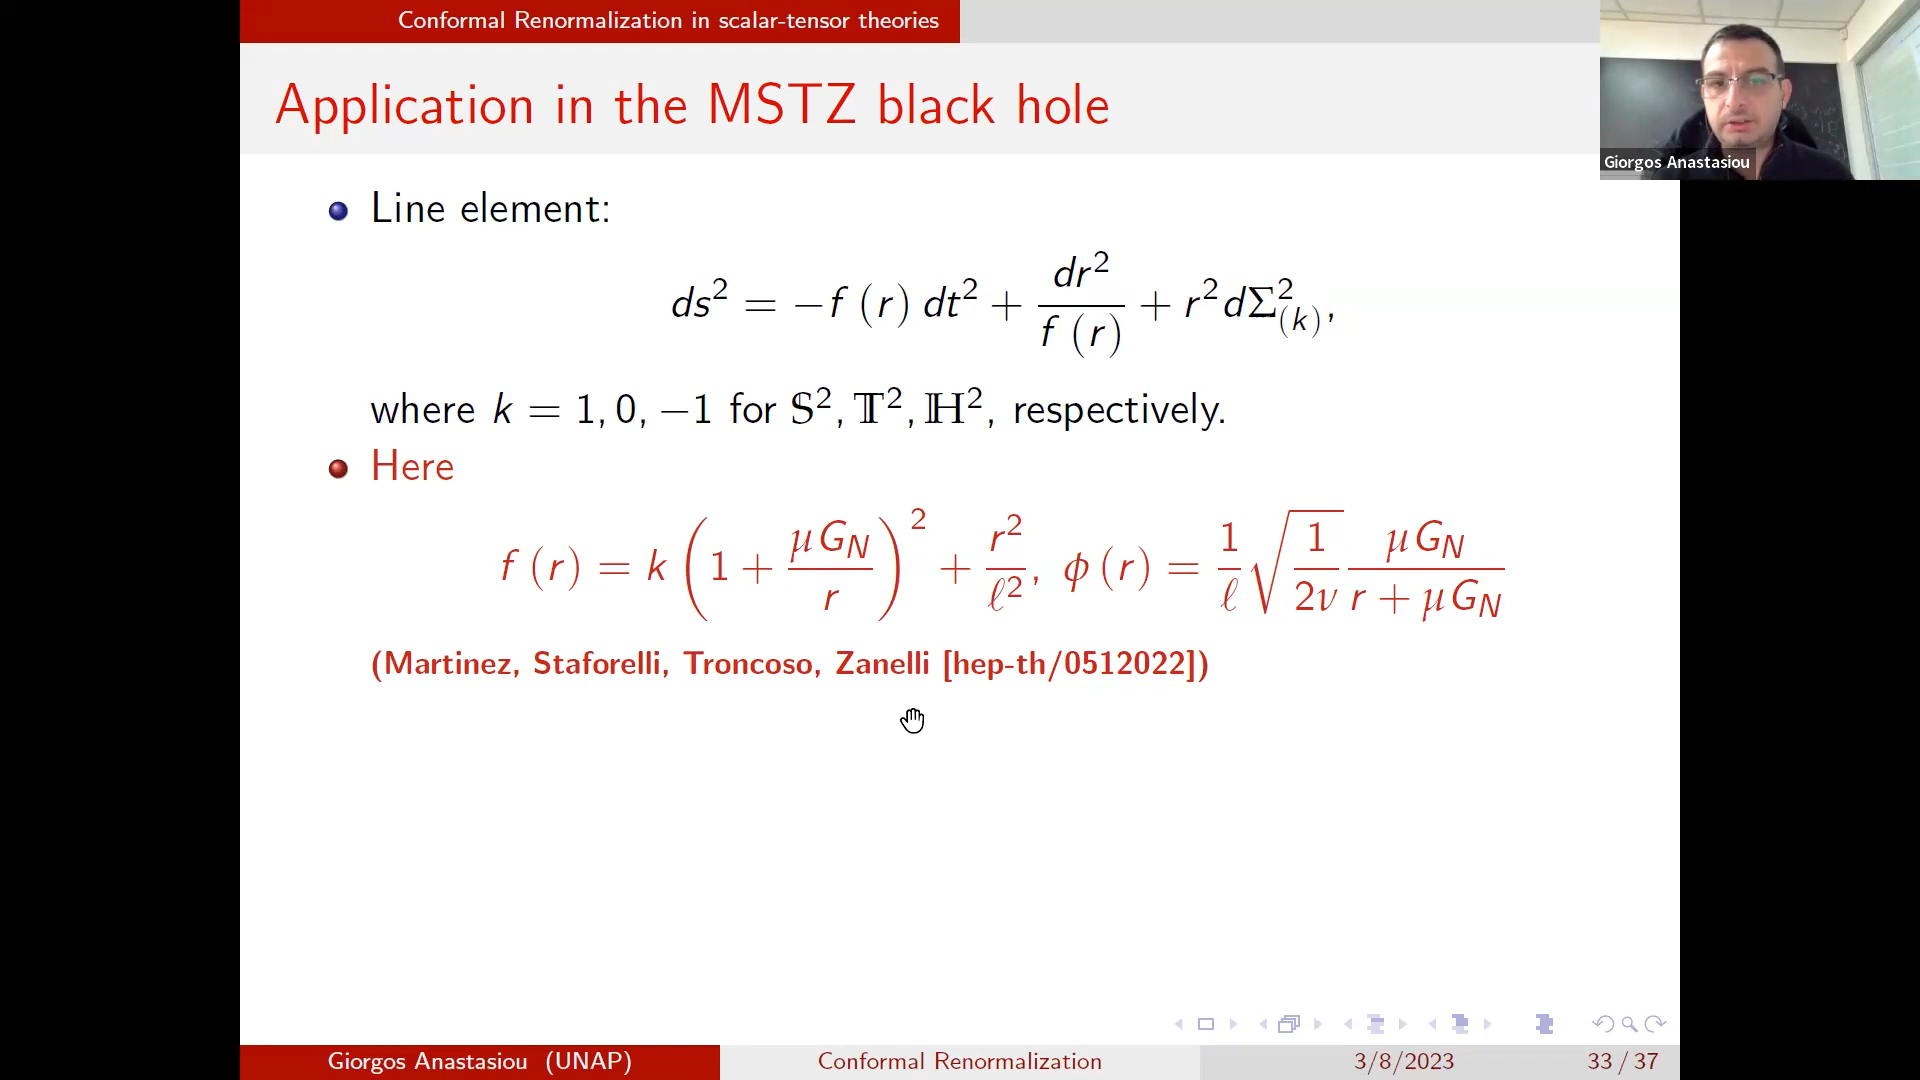 Conformal Renormalization in scalar-tensor theories
Application in the MSTZ black hole
Giorgos Anastasiou
Line element:
ds² = −f (r) dt² + dr²/f (r) + r²dΣ²₍ₖ₎,
where k = 1, 0, −1 for 𝕊², 𝕋², ℍ², respectively.
Here
f (r) = k (1 + μG_N/r)² + r²/ℓ², ϕ (r) = 1/ℓ √(1/2ν) μG_N/(r + μG_N)
(Martinez, Staforelli, Troncoso, Zanelli [hep-th/0512022])
Giorgos Anastasiou (UNAP) Conformal Renormalization 3/8/2023 33 / 37